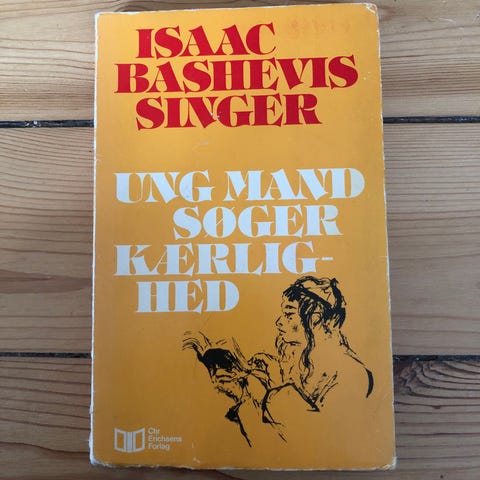 ISAAC
BASHEVIS
SINGER
UNG MAND
SØGER
KÆRLIG-
HED
Chr
Erichsens
Forlag